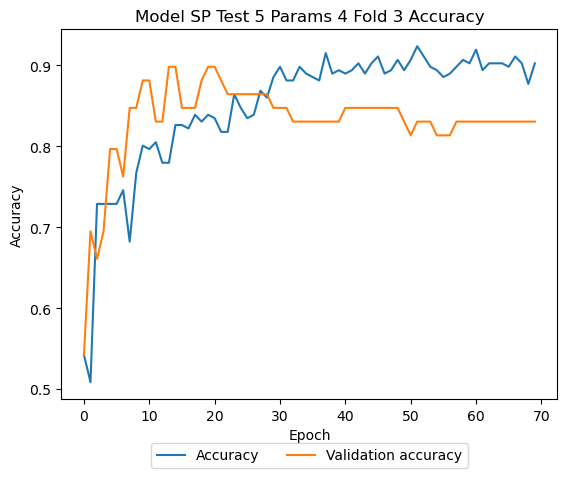 Model SP Test 5 Params 4 Fold 3 Accuracy
Accuracy
0.9
0.8
0.7
0.6
0.5
0 10 20 30 40 50 60 70
Epoch
Accuracy Validation accuracy